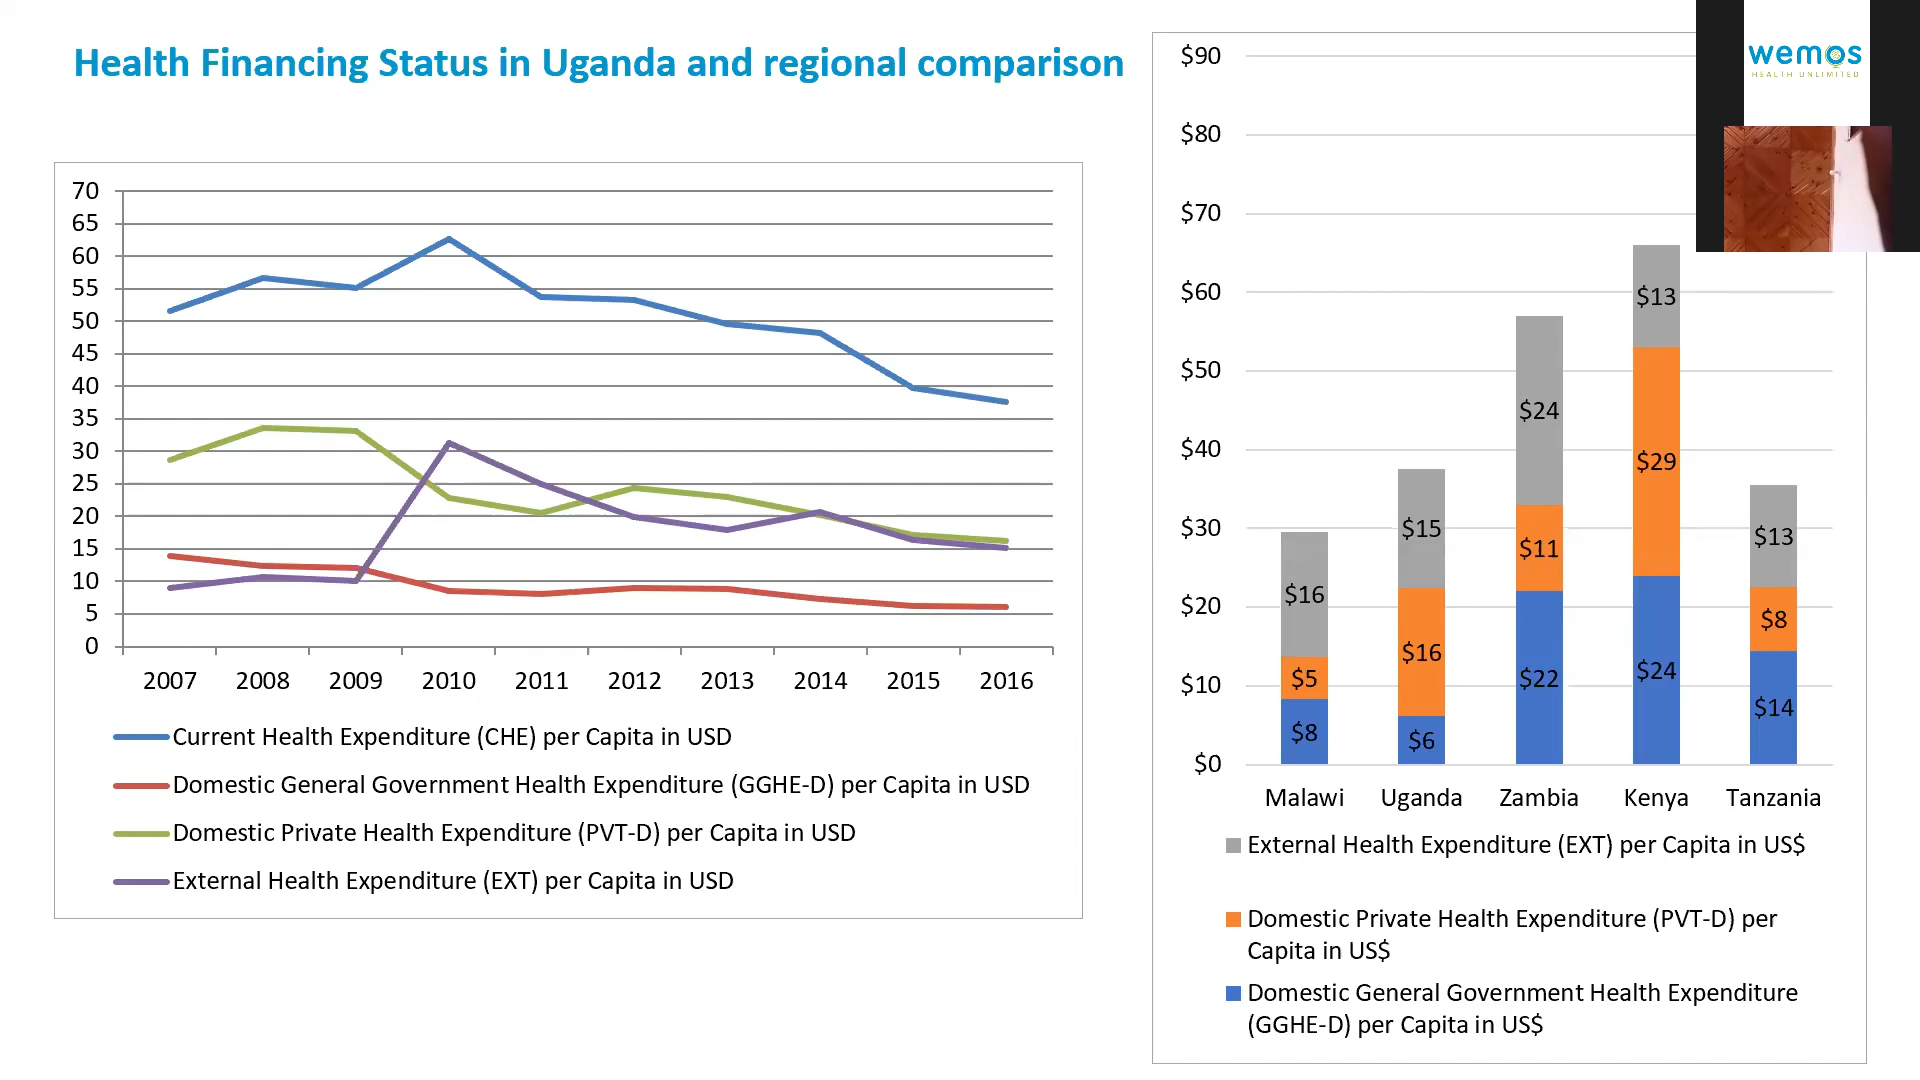 Health Financing Status in Uganda and regional comparison
wemos
HEALTH UNLIMITED
70
65
60
55
50
45
40
35
30
25
20
15
10
5
0
2007 2008 2009 2010 2011 2012 2013 2014 2015 2016
Current Health Expenditure (CHE) per Capita in USD
Domestic General Government Health Expenditure (GGHE-D) per Capita in USD
Domestic Private Health Expenditure (PVT-D) per Capita in USD
External Health Expenditure (EXT) per Capita in USD
$90
$80
$70
$60
$50
$40
$30
$20
$10
$0
$16
$5
$8
$15
$16
$6
$24
$11
$22
$13
$29
$24
$13
$8
$14
Malawi Uganda Zambia Kenya Tanzania
External Health Expenditure (EXT) per Capita in US$
Domestic Private Health Expenditure (PVT-D) per
Capita in US$
Domestic General Government Health Expenditure
(GGHE-D) per Capita in US$